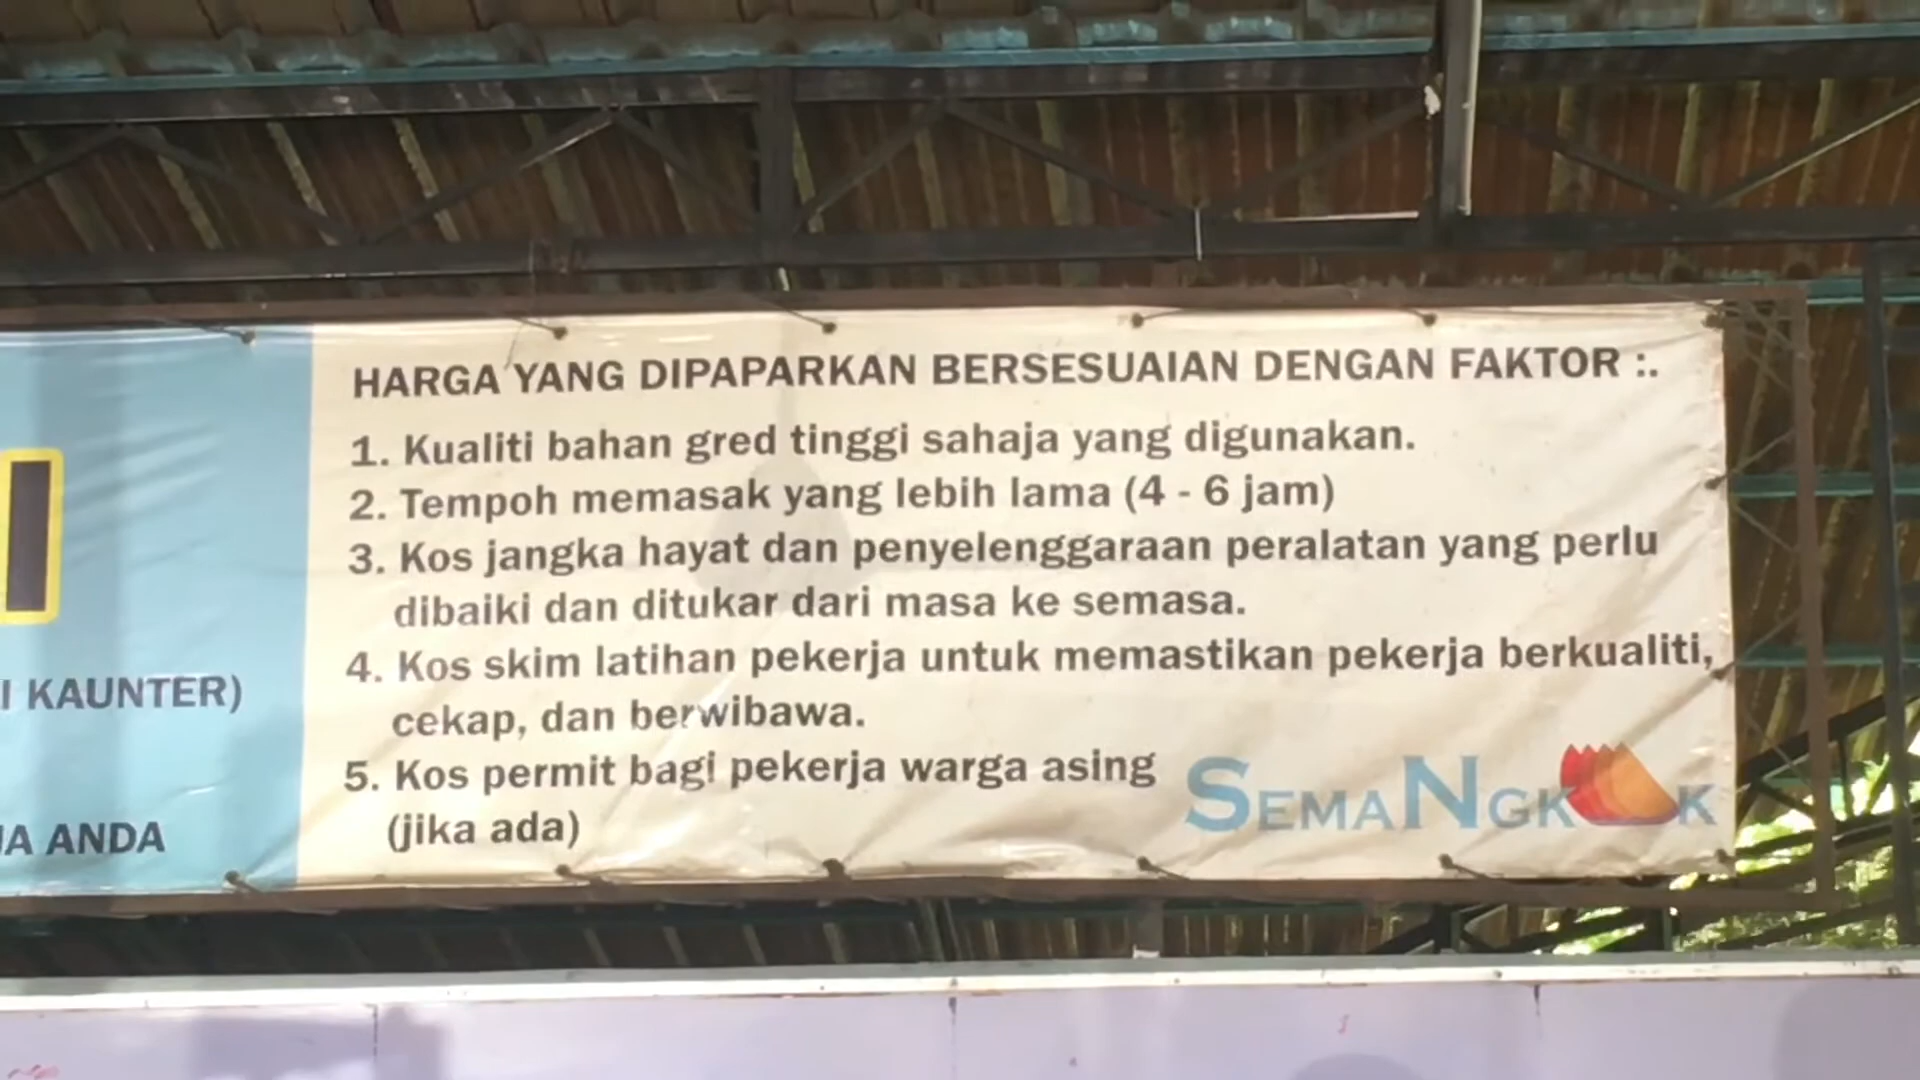 HARGA YANG DIPAPARKAN BERSESUAIAN DENGAN FAKTOR :.
1. Kualiti bahan gred tinggi sahaja yang digunakan.
2. Tempoh memasak yang lebih lama (4 - 6 jam)
3. Kos jangka hayat dan penyelenggaraan peralatan yang perlu
dibaiki dan ditukar dari masa ke semasa.
4. Kos skim latihan pekerja untuk memastikan pekerja berkualiti,
cekap, dan berwibawa.
5. Kos permit bagi pekerja warga asing
(jika ada)
SEMANGKOK
I KAUNTER)
ANDA